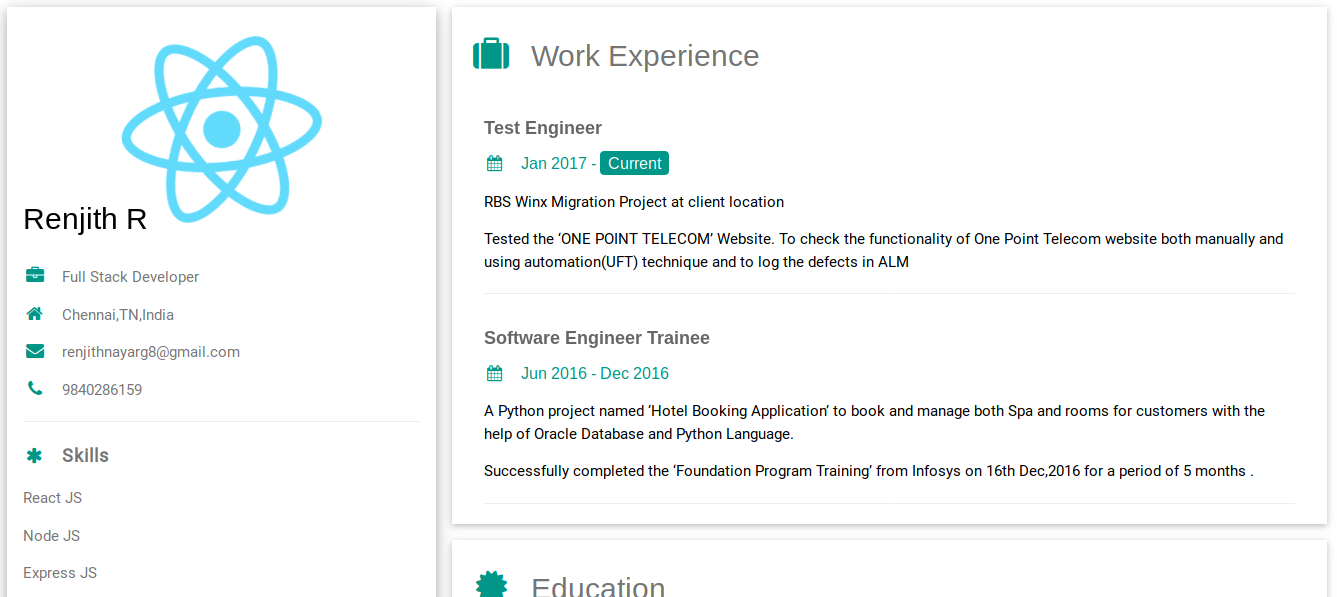 Renjith R
Full Stack Developer
Chennai,TN,India
renjithnayarg8@gmail.com
9840286159
Skills
React JS
Node JS
Express JS
Work Experience
Test Engineer
Jan 2017 - Current
RBS Winx Migration Project at client location
Tested the ‘ONE POINT TELECOM’ Website. To check the functionality of One Point Telecom website both manually and
using automation(UFT) technique and to log the defects in ALM
Software Engineer Trainee
Jun 2016 - Dec 2016
A Python project named ‘Hotel Booking Application’ to book and manage both Spa and rooms for customers with the
help of Oracle Database and Python Language.
Successfully completed the ‘Foundation Program Training’ from Infosys on 16th Dec,2016 for a period of 5 months .
Education